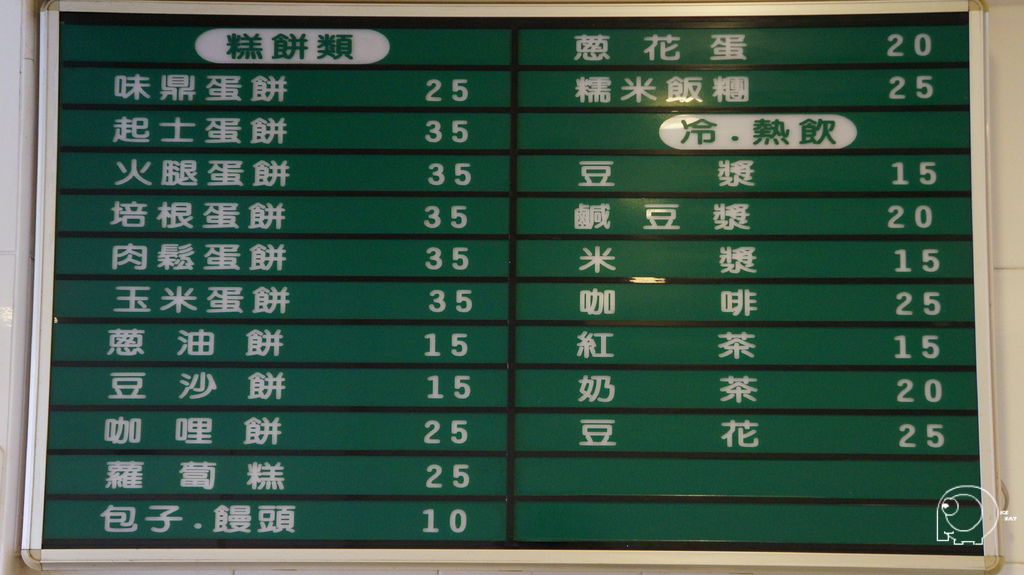 糕餅類
味鼎蛋餅 25
起士蛋餅 35
火腿蛋餅 35
培根蛋餅 35
肉鬆蛋餅 35
玉米蛋餅 35
蔥油餅 15
豆沙餅 15
咖哩餅 25
蘿蔔糕 25
包子.饅頭 10
蔥花蛋 20
糯米飯糰 25
冷.熱飲
豆漿 15
鹹豆漿 20
米漿 15
咖啡 25
紅茶 15
奶茶 20
豆花 25